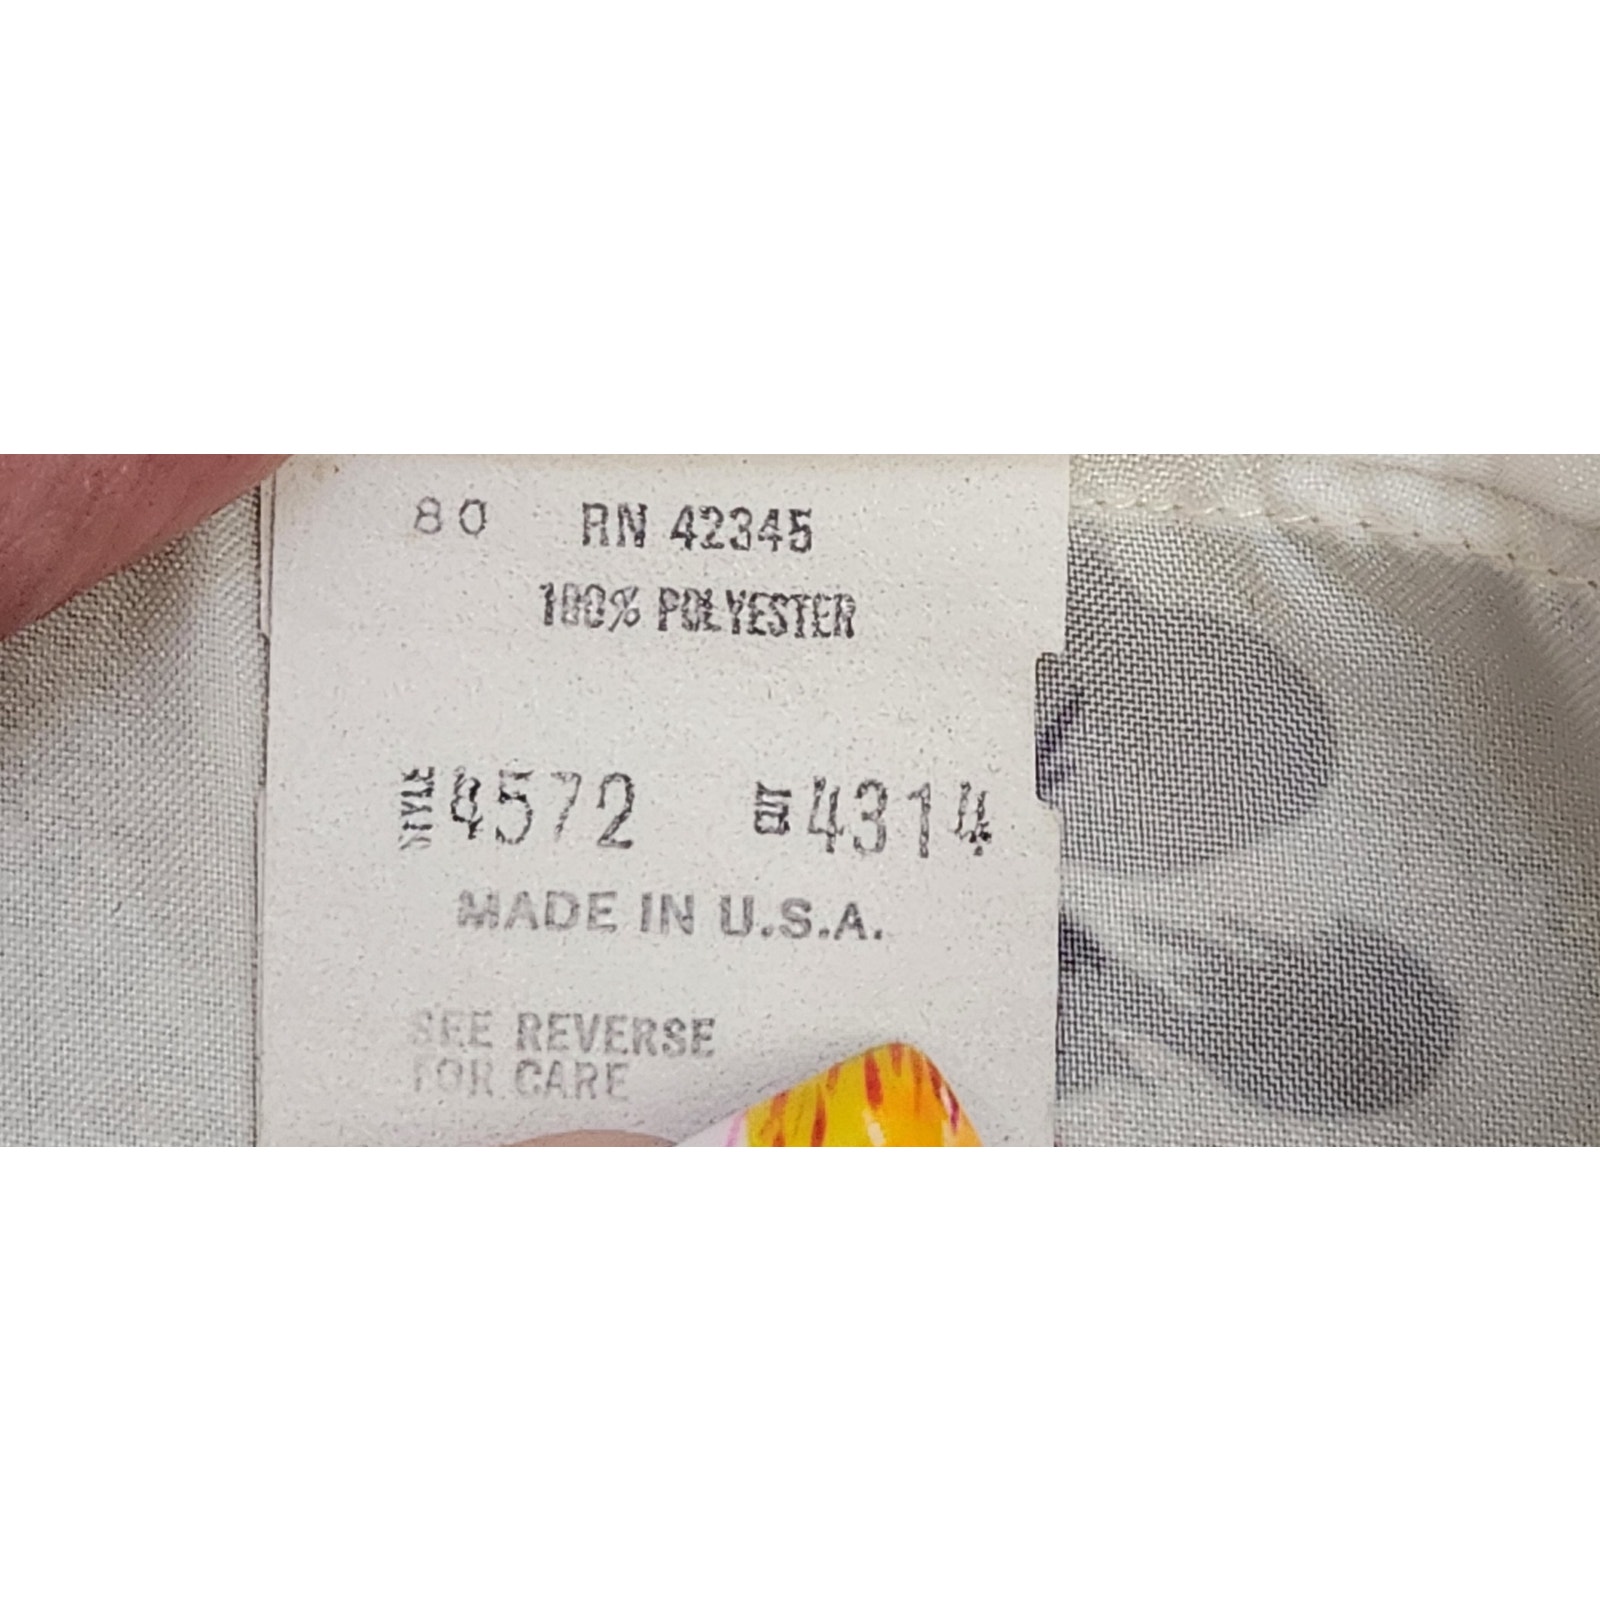 80 RN 42345
100% POLYESTER
STYLE 4572 CUT 4314
MADE IN U.S.A.
SEE REVERSE
FOR CARE